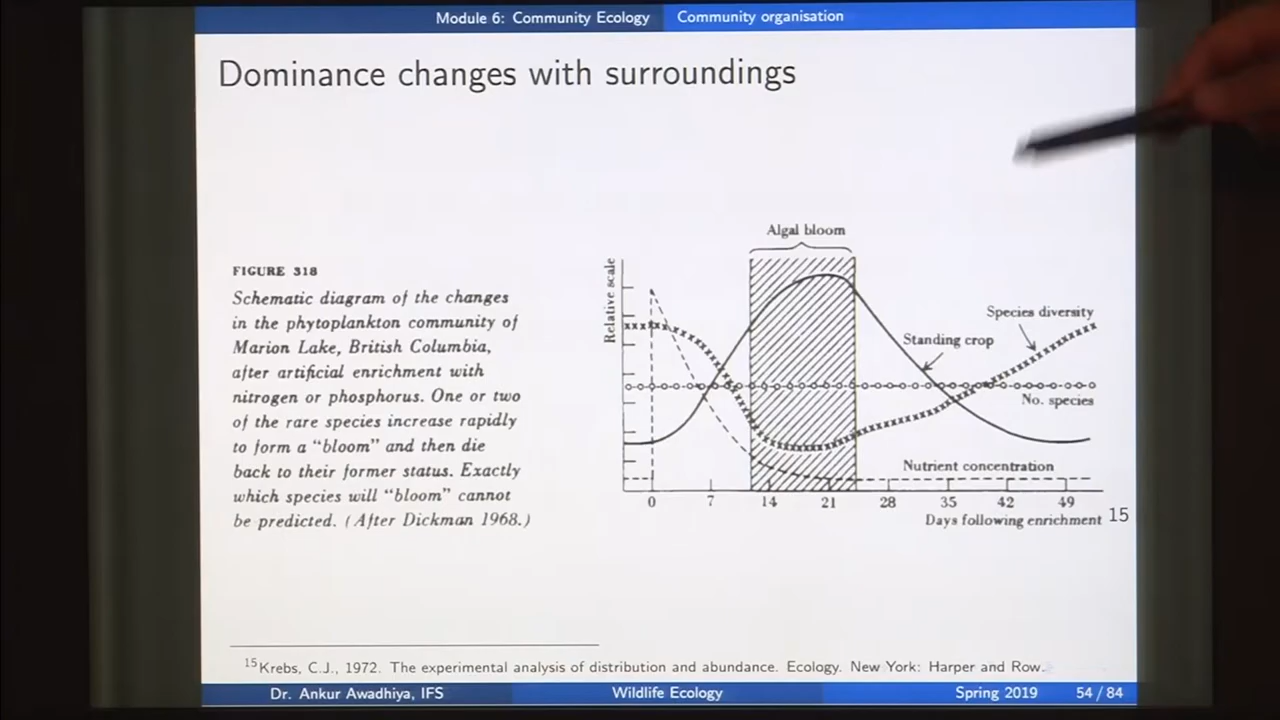 Module 6: Community Ecology Community organisation
Dominance changes with surroundings
FIGURE 318
Schematic diagram of the changes
in the phytoplankton community of
Marion Lake, British Columbia,
after artificial enrichment with
nitrogen or phosphorus. One or two
of the rare species increase rapidly
to form a "bloom" and then die
back to their former status. Exactly
which species will "bloom" cannot
be predicted. (After Dickman 1968.)
Algal bloom
Relative scale
Species diversity
Standing crop
No. species
Nutrient concentration
0 7 14 21 28 35 42 49
Days following enrichment 15
15Krebs, C.J., 1972. The experimental analysis of distribution and abundance. Ecology. New York: Harper and Row.
Dr. Ankur Awadhiya, IFS Wildlife Ecology Spring 2019 54 / 84